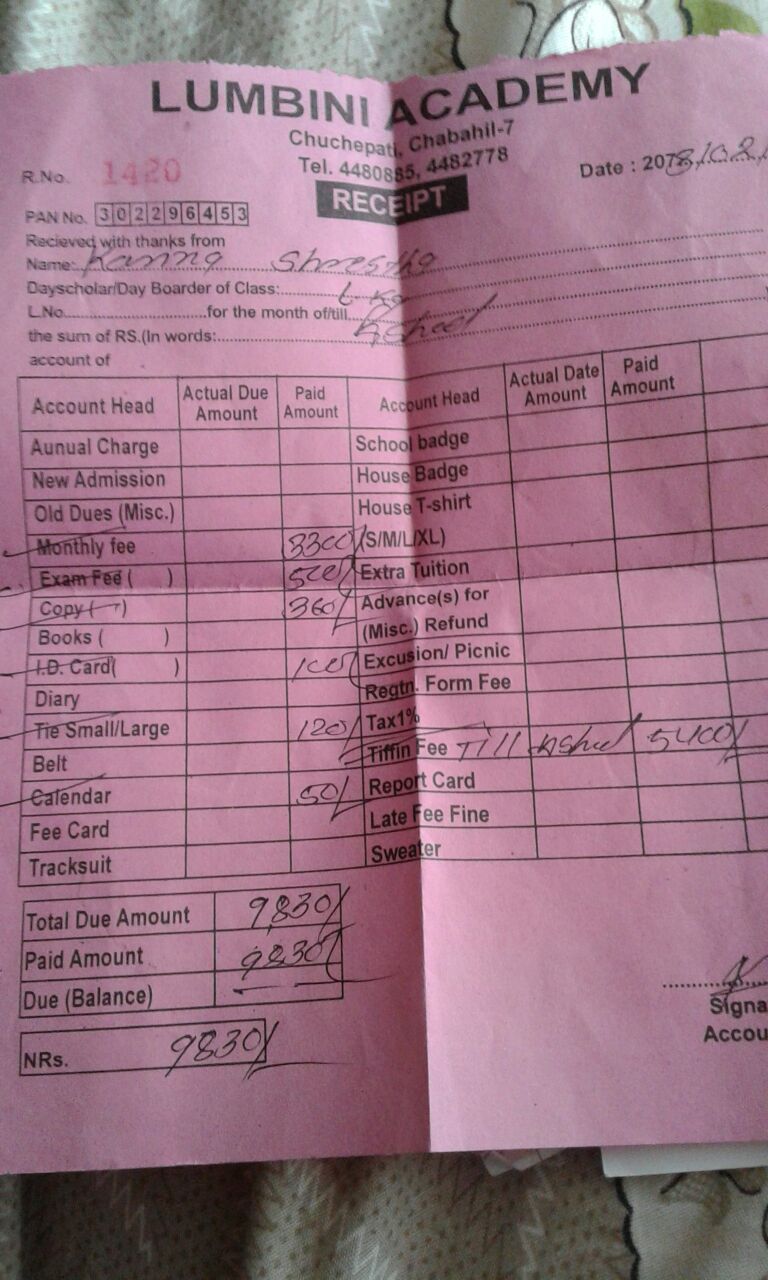 LUMBINI ACADEMY
Chuchepati, Chabahil-7
Tel. 4480885, 4482778
R.No. 1420
Date : 207
RECEIPT
PAN No. 302296453
Recieved with thanks from
Name: Shrestha
Dayscholar/Day Boarder of Class: L kg
L.No. for the month of/till
the sum of RS.(In words:
account of
Account Head Actual Due Amount Paid Amount Account Head Actual Date Amount Paid Amount
Aunual Charge School badge
New Admission House Badge
Old Dues (Misc.) House T-shirt
Monthly fee 3300/ (S/M/L/XL)
Exam Fee ( ) 500/ Extra Tuition
Copy ( ) 360/ Advance(s) for
Books ( ) (Misc.) Refund
I.D. Card( ) 100/ Excusion/ Picnic
Diary Regtn. Form Fee
Tie Small/Large 120/ Tax1%
Belt Tiffin Fee Till 5400/
Calendar 50/ Report Card
Fee Card Late Fee Fine
Tracksuit Sweater
Total Due Amount 9830/
Paid Amount 9830/
Due (Balance)
Signa
Accou
NRs. 9830/